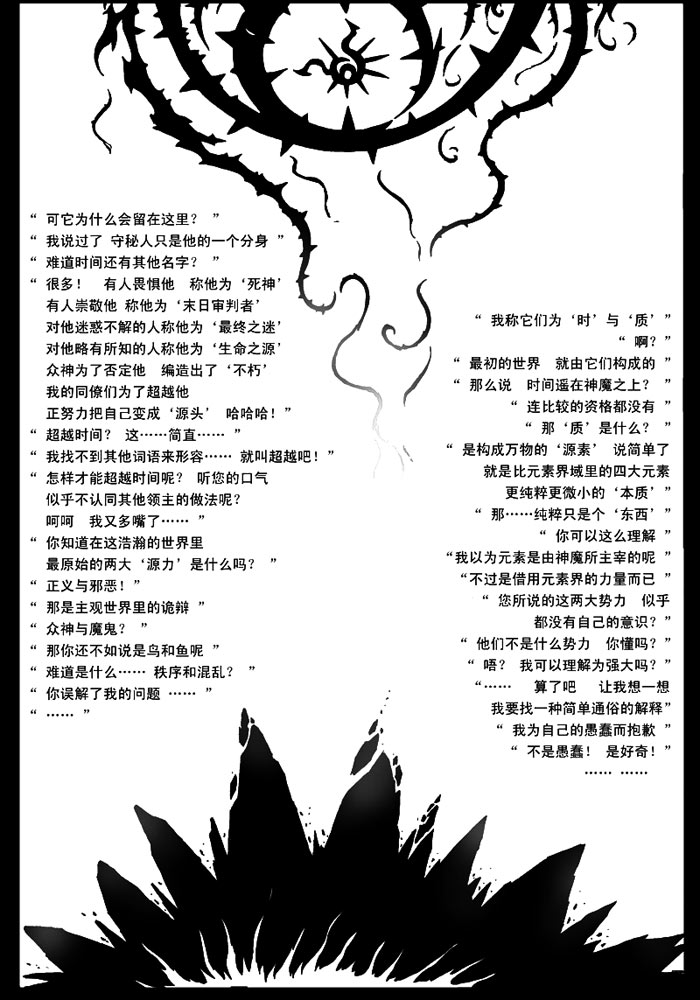 “ 可它为什么会留在这里? ”
“ 我说过了 守秘人只是他的一个分身 ”
“ 难道时间还有其他名字? ”
“ 很多! 有人畏惧他 称他为‘死神’
有人崇敬他 称他为‘末日审判者’
对他迷惑不解的人称他为‘最终之迷’
对他略有所知的人称他为‘生命之源’
众神为了否定他 编造出了‘不朽’
我的同僚们为了超越他
正努力把自己变成‘源头’ 哈哈哈! ”
“ 超越时间? 这……简直…… ”
“ 我找不到其他词语来形容…… 就叫超越吧! ”
“ 怎样才能超越时间呢? 听您的口气
似乎不认同其他领主的做法呢?
呵呵 我又多嘴了…… ”
“ 你知道在这浩瀚的世界里
最原始的两大‘源力’是什么吗? ”
“ 正义与邪恶! ”
“ 那是主观世界里的诡辩 ”
“ 众神与魔鬼? ”
“ 那你还不如说是鸟和鱼呢 ”
“ 难道是什么…… 秩序和混乱? ”
“ 你误解了我的问题 …… ”
“ …… ”
“ 我称它们为‘时’与‘质’ ”
“ 啊? ”
“ 最初的世界 就由它们构成的 ”
“ 那么说 时间遥在神魔之上? ”
“ 连比较的资格都没有 ”
“ 那‘质’是什么? ”
“ 是构成万物的‘源素’ 说简单了
就是比元素界域里的四大元素
更纯粹更微小的‘本质’ ”
“ 那……纯粹只是个‘东西’ ”
“ 你可以这么理解 ”
“我以为元素是由神魔所主宰的呢 ”
“不过是借用元素界的力量而已 ”
“ 您所说的这两大势力 似乎
都没有自己的意识? ”
“ 他们不是什么势力 你懂吗? ”
“ 唔? 我可以理解为强大吗? ”
“…… 算了吧 让我想一想
我要找一种简单通俗的解释”
“ 我为自己的愚蠢而抱歉 ”
“ 不是愚蠢! 是好奇! ”
…… ……